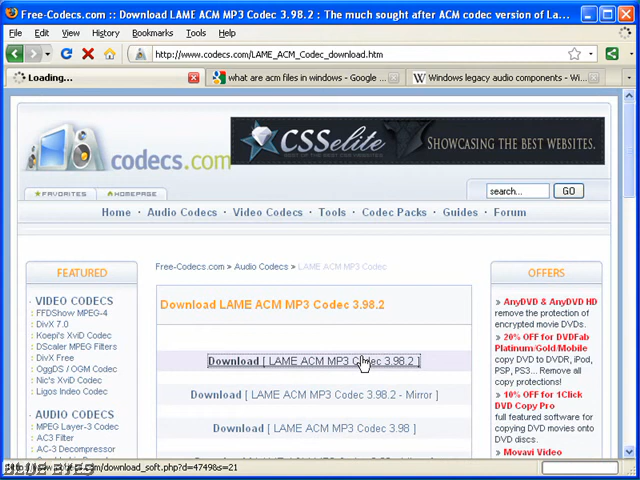 Free-Codecs.com :: Download LAME ACM MP3 Codec 3.98.2 : The much sought after ACM codec version of La...
File Edit View History Bookmarks Tools Help
http://www.codecs.com/LAME_ACM_Codec_download.htm
Loading...
what are acm files in windows - Google ...
Windows legacy audio components - Wi...
codecs.com
CSSelite
BEST OF THE BEST CSS WEBSITES
SHOWCASING THE BEST WEBSITES.
FAVORITES
HOMEPAGE
search...
GO
Home · Audio Codecs · Video Codecs · Tools · Codec Packs · Guides · Forum
FEATURED
· VIDEO CODECS
: FFDShow MPEG-4
: DivX 7.0
: Koepi's XviD Codec
: DScaler MPEG Filters
: DivX Free
: OggDS / OGM Codec
: Nic's XviD Codec
: Ligos Indeo Codec
· AUDIO CODECS
: MPEG Layer-3 Codec
: AC3 Filter
: AC-3 Decompressor
Free-Codecs.com » Audio Codecs » LAME ACM MP3 Codec
Download LAME ACM MP3 Codec 3.98.2
Download [ LAME ACM MP3 Codec 3.98.2 ]
Download [ LAME ACM MP3 Codec 3.98.2 - Mirror ]
Download [ LAME ACM MP3 Codec 3.98 ]
OFFERS
» AnyDVD & AnyDVD HD
remove the protection of
encrypted movie DVDs.
» 20% OFF for DVDFab
Platinum/Gold/Mobile
copy DVD to DVDR, iPod,
PSP, PS3... Remove all
copy protections!
» 10% OFF for 1Click
DVD Copy Pro
full featured software for
copying DVD movies onto
DVD discs.
» Movavi Video
BLUE EYES